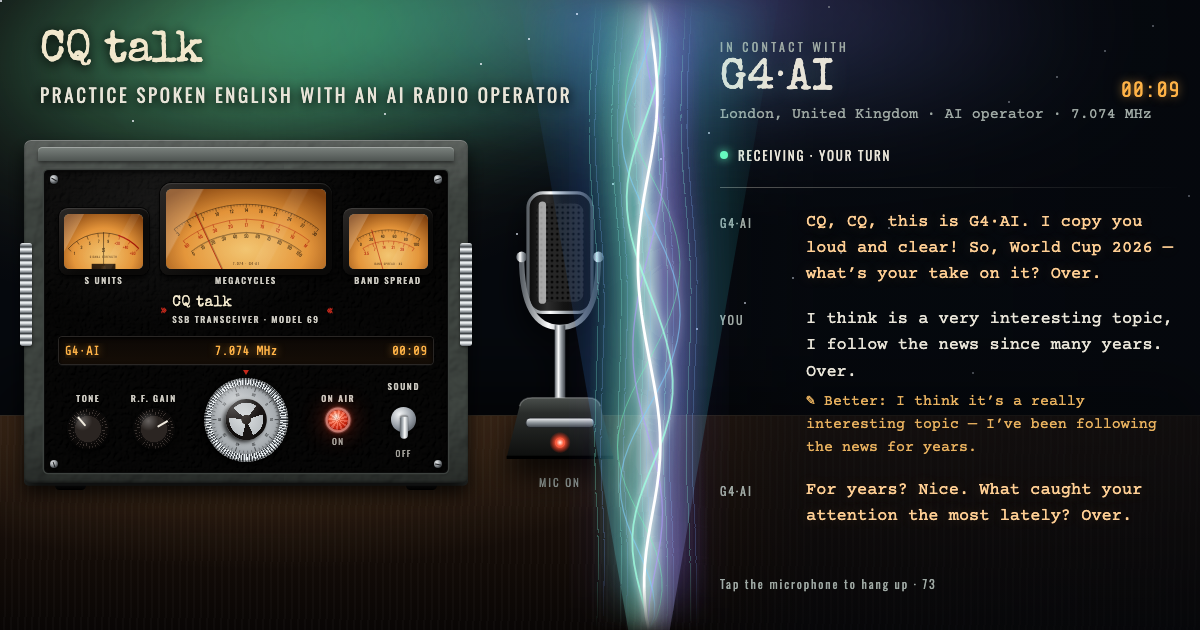 CQ talk
PRACTICE SPOKEN ENGLISH WITH AN AI RADIO OPERATOR
S UNITS
MEGACYCLES
BAND SPREAD
» CQ talk «
SSB TRANSCEIVER · MODEL 69
G4·AI 7.074 MHz 00:09
TONE
R.F. GAIN
ON AIR
ON
SOUND
OFF
MIC ON
IN CONTACT WITH
G4·AI
00:09
London, United Kingdom · AI operator · 7.074 MHz
RECEIVING · YOUR TURN
G4·AI
CQ, CQ, this is G4·AI. I copy you
loud and clear! So, World Cup 2026 —
what’s your take on it? Over.
YOU
I think is a very interesting topic,
I follow the news since many years.
Over.
✎ Better: I think it’s a really
interesting topic — I’ve been following
the news for years.
G4·AI
For years? Nice. What caught your
attention the most lately? Over.
Tap the microphone to hang up · 73